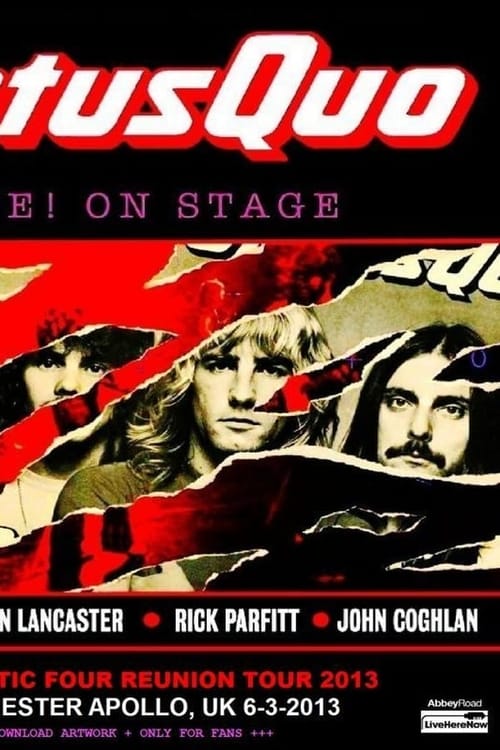 tusQuo
E! ON STAGE
SQU
N LANCASTER • RICK PARFITT • JOHN COGHLAN
TIC FOUR REUNION TOUR 2013
ESTER APOLLO, UK 6-3-2013
OWNLOAD ARTWORK + ONLY FOR FANS +++
AbbeyRoad
LiveHereNow